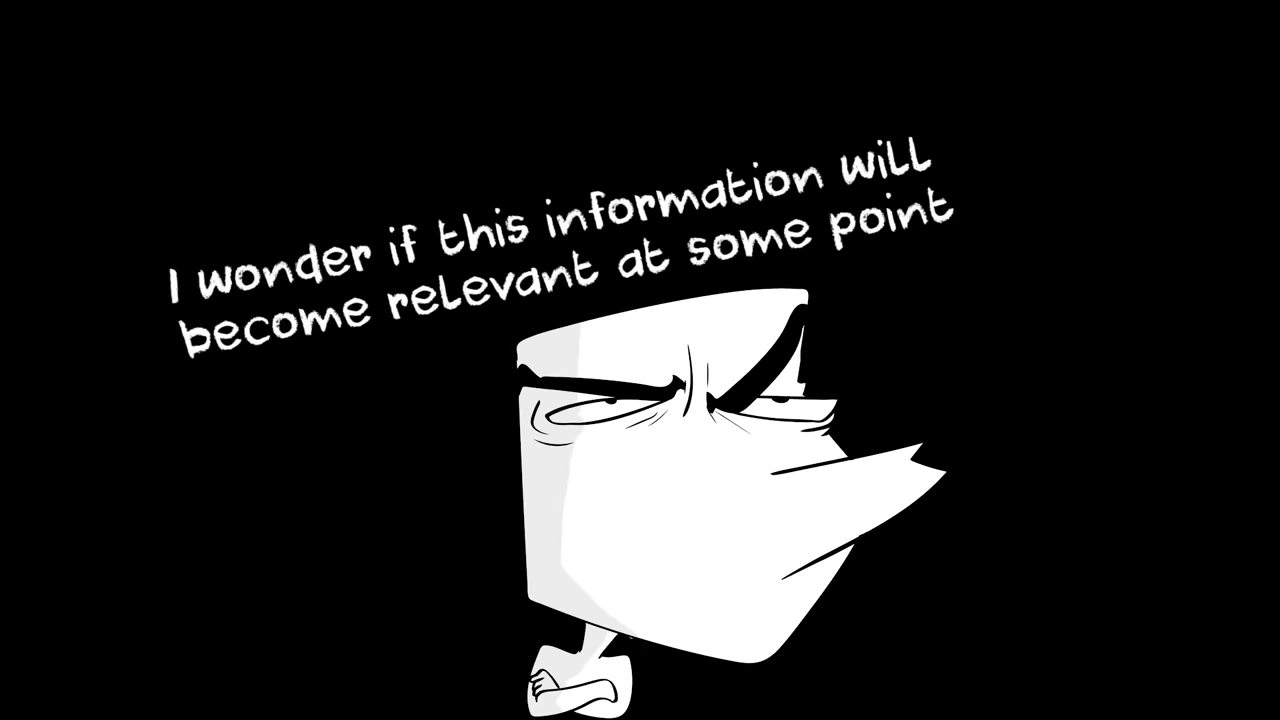 I wonder if this information will
become relevant at some point